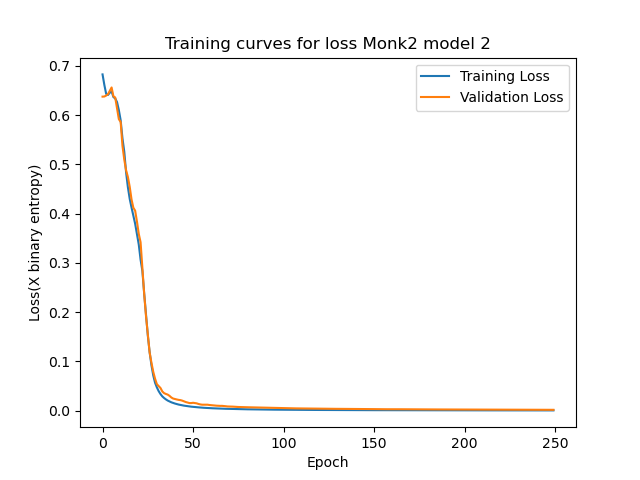 Training curves for loss Monk2 model 2
Training Loss
Validation Loss
Loss(X binary entropy)
0.7
0.6
0.5
0.4
0.3
0.2
0.1
0.0
0 50 100 150 200 250
Epoch